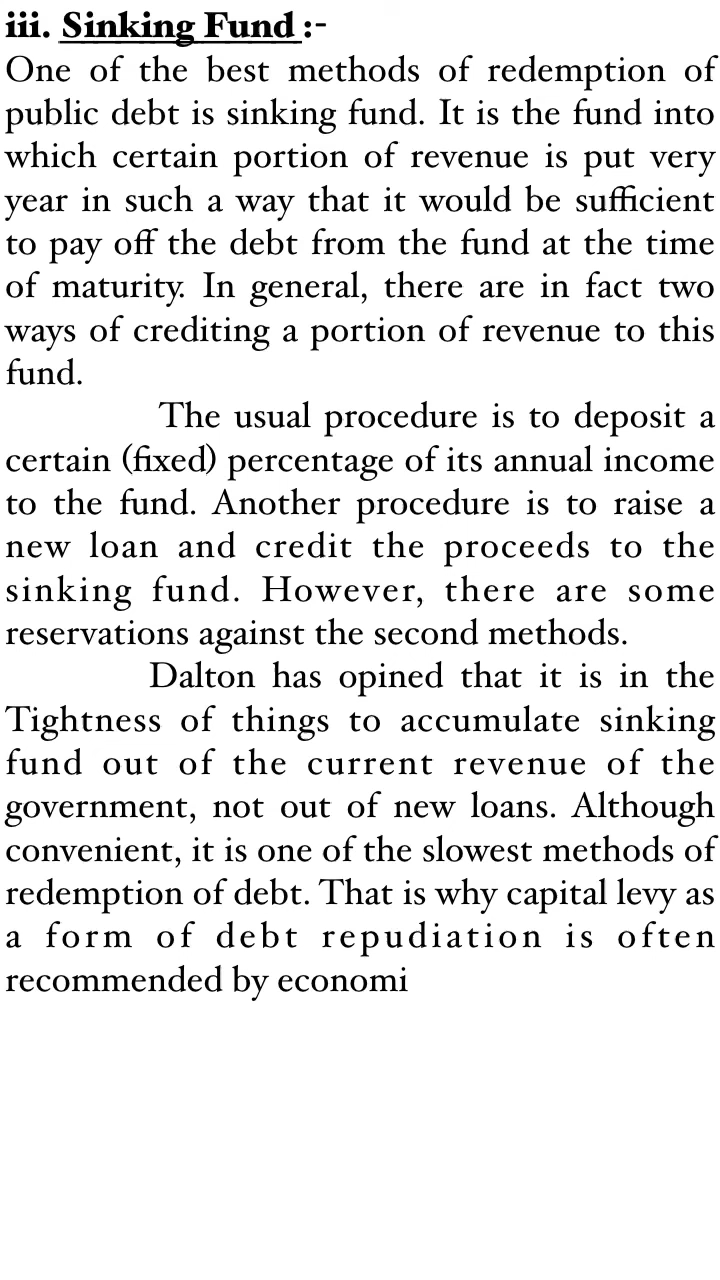 iii. Sinking Fund :-
One of the best methods of redemption of
public debt is sinking fund. It is the fund into
which certain portion of revenue is put very
year in such a way that it would be sufficient
to pay off the debt from the fund at the time
of maturity. In general, there are in fact two
ways of crediting a portion of revenue to this
fund.
The usual procedure is to deposit a
certain (fixed) percentage of its annual income
to the fund. Another procedure is to raise a
new loan and credit the proceeds to the
sinking fund. However, there are some
reservations against the second methods.
Dalton has opined that it is in the
Tightness of things to accumulate sinking
fund out of the current revenue of the
government, not out of new loans. Although
convenient, it is one of the slowest methods of
redemption of debt. That is why capital levy as
a form of debt repudiation is often
recommended by economi